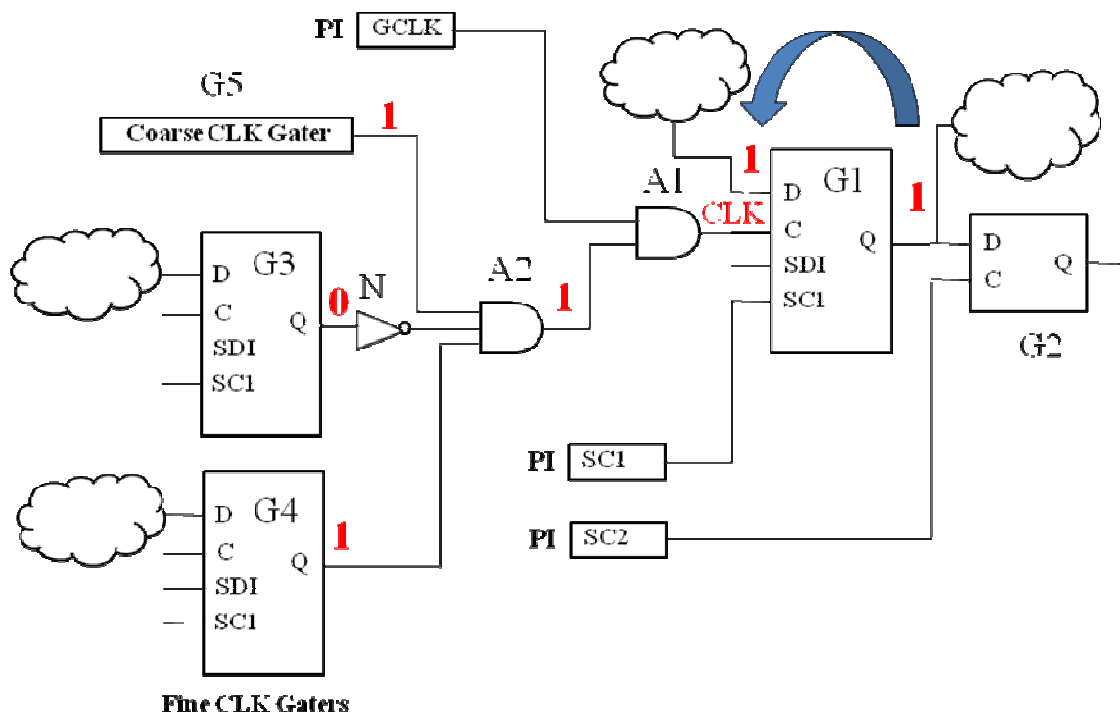 PI GCLK
G5
1
Coarse CLK Gater
1
A1
D
G1
1
CLK
C
Q
SDI
SC1
D
Q
C
G2
D
G3
0
N
A2
1
C
Q
SDI
SC1
PI SC1
PI SC2
D
G4
1
C
Q
SDI
SC1
Fine CLK Gaters